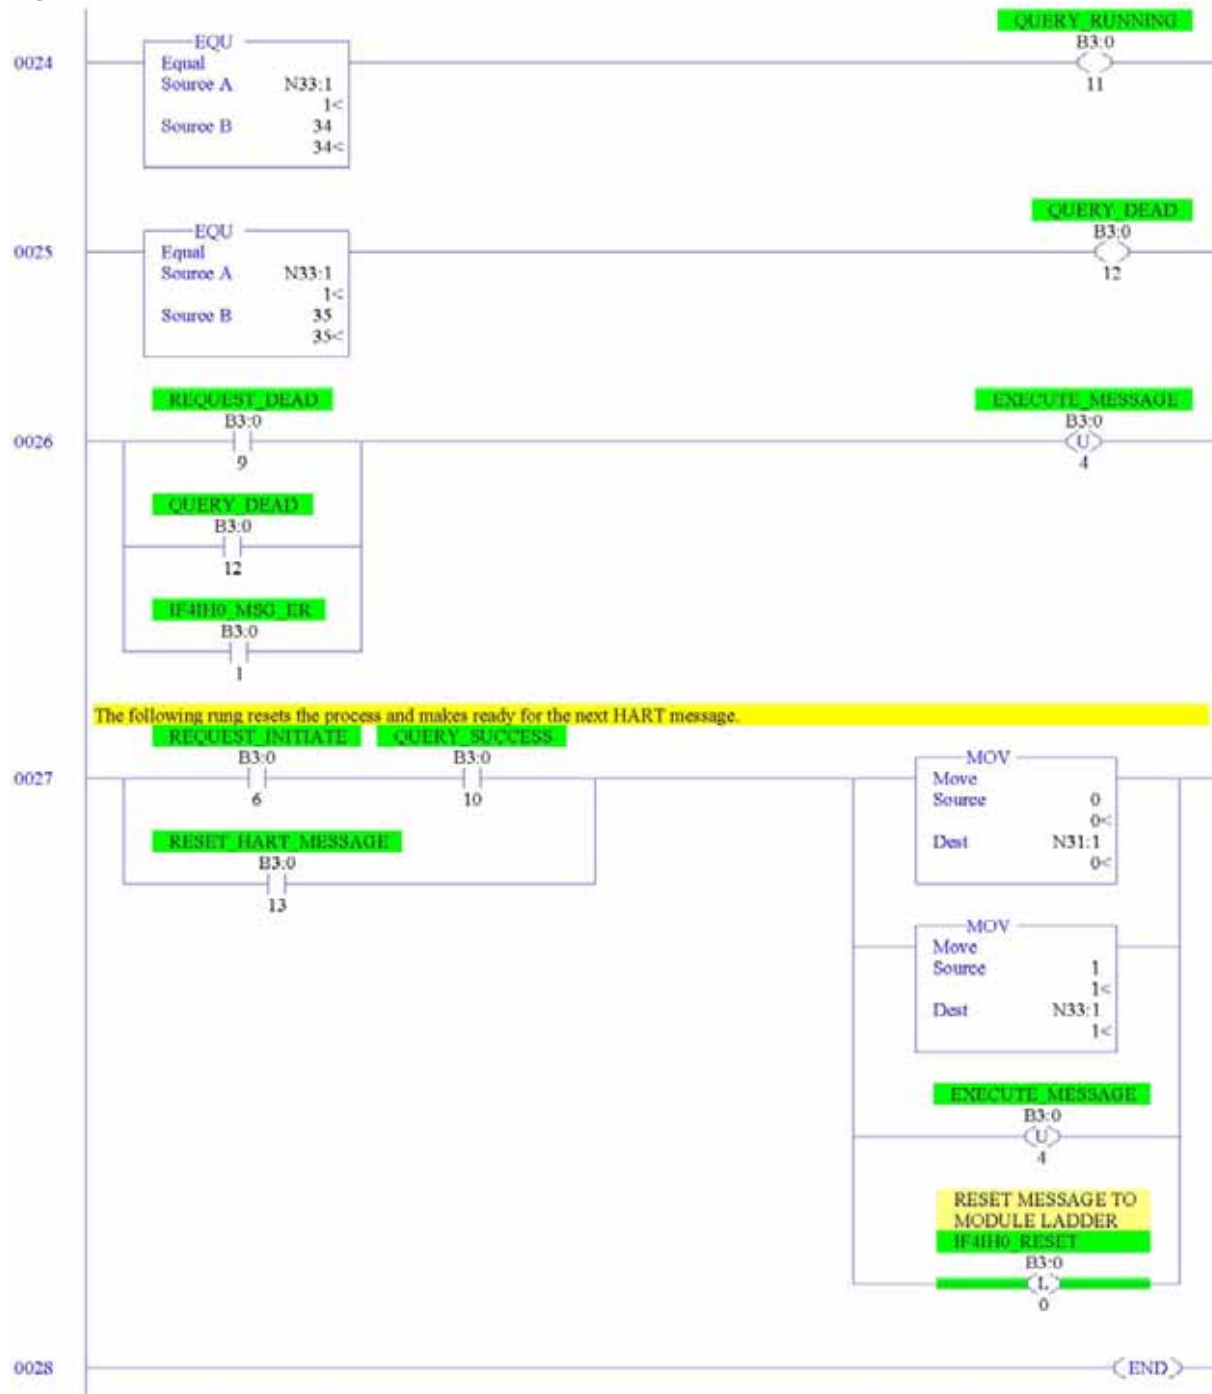 QUERY_RUNNING
B3:0
11
0024
EQU
Equal
Source A N33:1
1<
Source B 34
34<
QUERY_DEAD
B3:0
12
0025
EQU
Equal
Source A N33:1
1<
Source B 35
35<
REQUEST_DEAD
B3:0
9
EXECUTE_MESSAGE
B3:0
U
4
0026
QUERY_DEAD
B3:0
12
IF4IH0_MSG_ER
B3:0
1
The following rung resets the process and makes ready for the next HART message.
REQUEST_INITIATE QUERY_SUCCESS
B3:0 B3:0
6 10
0027
RESET_HART_MESSAGE
B3:0
13
MOV
Move
Source 0
0<
Dest N31:1
0<
MOV
Move
Source 1
1<
Dest N33:1
1<
EXECUTE_MESSAGE
B3:0
U
4
RESET MESSAGE TO
MODULE LADDER
IF4IH0_RESET
B3:0
L
0
0028
END